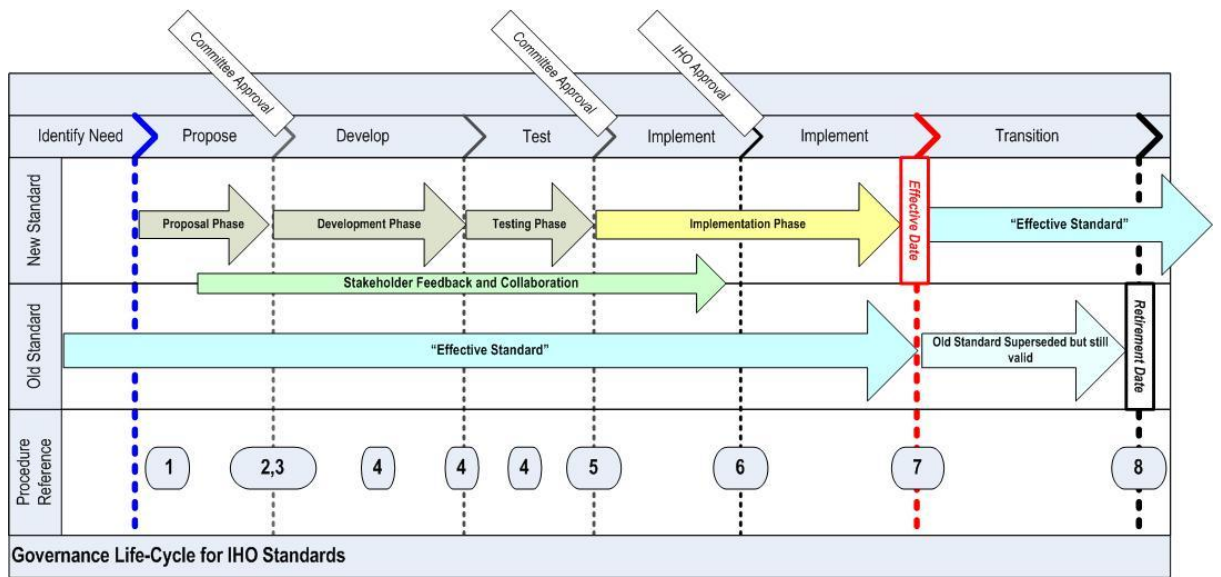 Committee Approval
Committee Approval
IHO Approval
Identify Need
Propose
Develop
Test
Implement
Implement
Transition
New Standard
Proposal Phase
Development Phase
Testing Phase
Implementation Phase
Effective Date
“Effective Standard”
Stakeholder Feedback and Collaboration
Old Standard
“Effective Standard”
Old Standard Superseded but still
valid
Retirement Date
Procedure
Reference
1
2,3
4
4
4
5
6
7
8
Governance Life-Cycle for IHO Standards